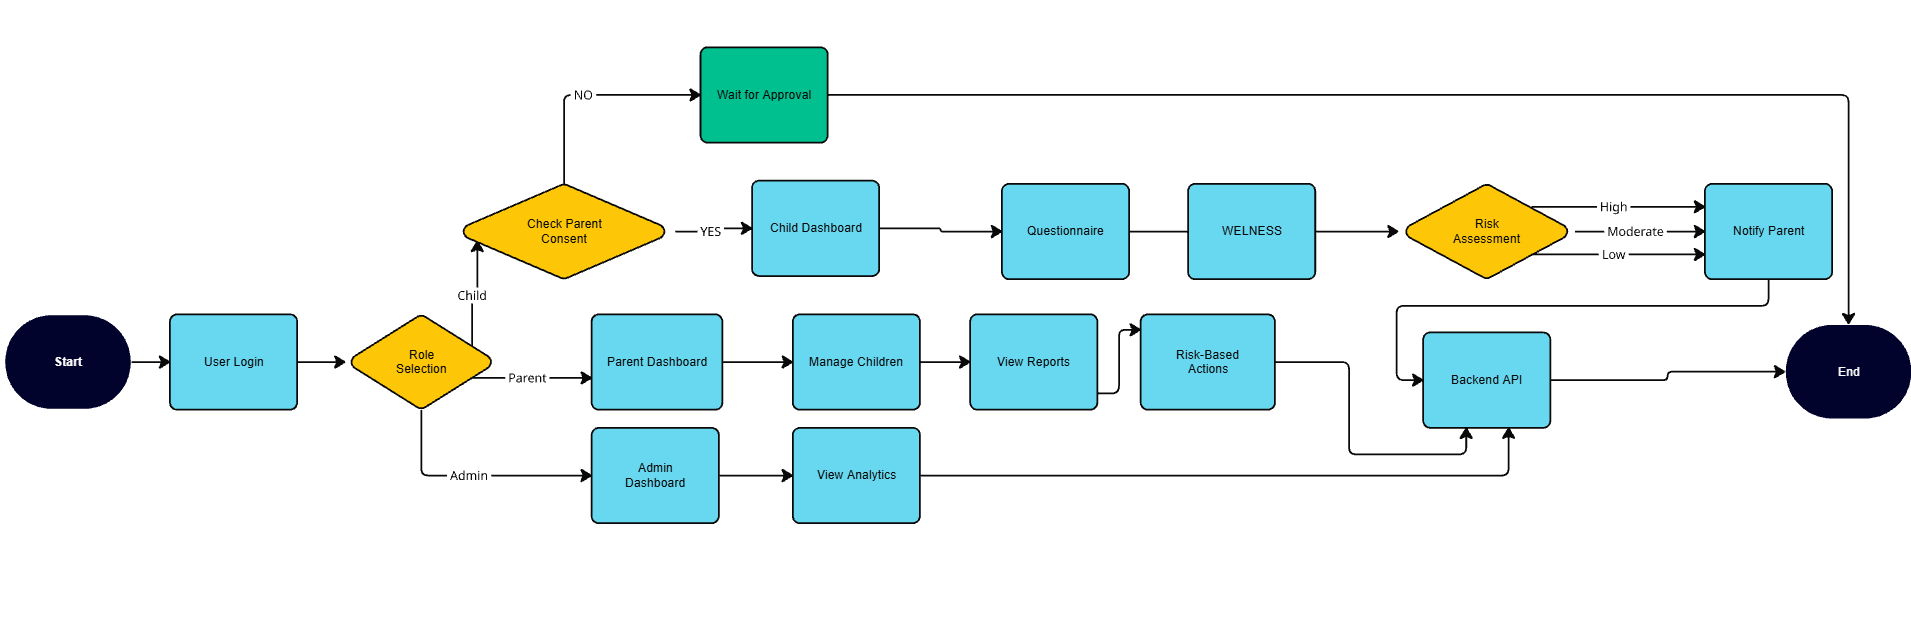 Wait for Approval
NO
Check Parent
Consent
YES
Child Dashboard
Questionnaire
WELNESS
Risk
Assessment
High
Moderate
Low
Notify Parent
Child
Start
User Login
Role
Selection
Parent
Parent Dashboard
Manage Children
View Reports
Risk-Based
Actions
Backend API
End
Admin
Admin
Dashboard
View Analytics